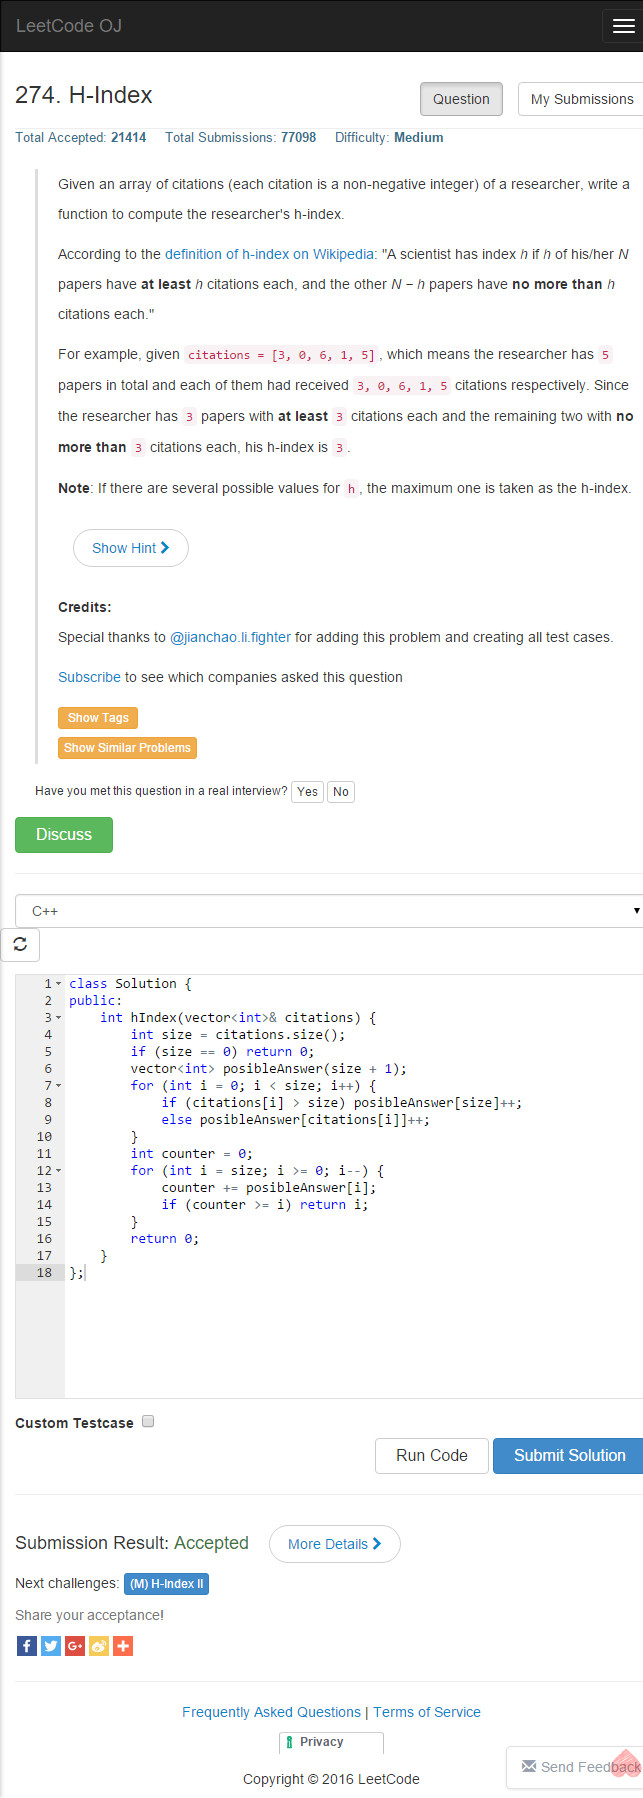 LeetCode OJ
274. H-Index
Question
My Submissions
Total Accepted: 21414 Total Submissions: 77098 Difficulty: Medium
Given an array of citations (each citation is a non-negative integer) of a researcher, write a
function to compute the researcher's h-index.
According to the definition of h-index on Wikipedia: "A scientist has index h if h of his/her N
papers have at least h citations each, and the other N − h papers have no more than h
citations each."
For example, given citations = [3, 0, 6, 1, 5], which means the researcher has 5
papers in total and each of them had received 3, 0, 6, 1, 5 citations respectively. Since
the researcher has 3 papers with at least 3 citations each and the remaining two with no
more than 3 citations each, his h-index is 3.
Note: If there are several possible values for h, the maximum one is taken as the h-index.
Show Hint
Credits:
Special thanks to @jianchao.li.fighter for adding this problem and creating all test cases.
Subscribe to see which companies asked this question
Show Tags
Show Similar Problems
Have you met this question in a real interview? Yes No
Discuss
C++
1 class Solution {
2 public:
3     int hIndex(vector<int>& citations) {
4         int size = citations.size();
5         if (size == 0) return 0;
6         vector<int> posibleAnswer(size + 1);
7         for (int i = 0; i < size; i++) {
8             if (citations[i] > size) posibleAnswer[size]++;
9             else posibleAnswer[citations[i]]++;
10         }
11         int counter = 0;
12         for (int i = size; i >= 0; i--) {
13             counter += posibleAnswer[i];
14             if (counter >= i) return i;
15         }
16         return 0;
17     }
18 };
Custom Testcase
Run Code
Submit Solution
Submission Result: Accepted
More Details
Next challenges: (M) H-Index II
Share your acceptance!
Frequently Asked Questions | Terms of Service
Privacy
Copyright © 2016 LeetCode
Send Feedback